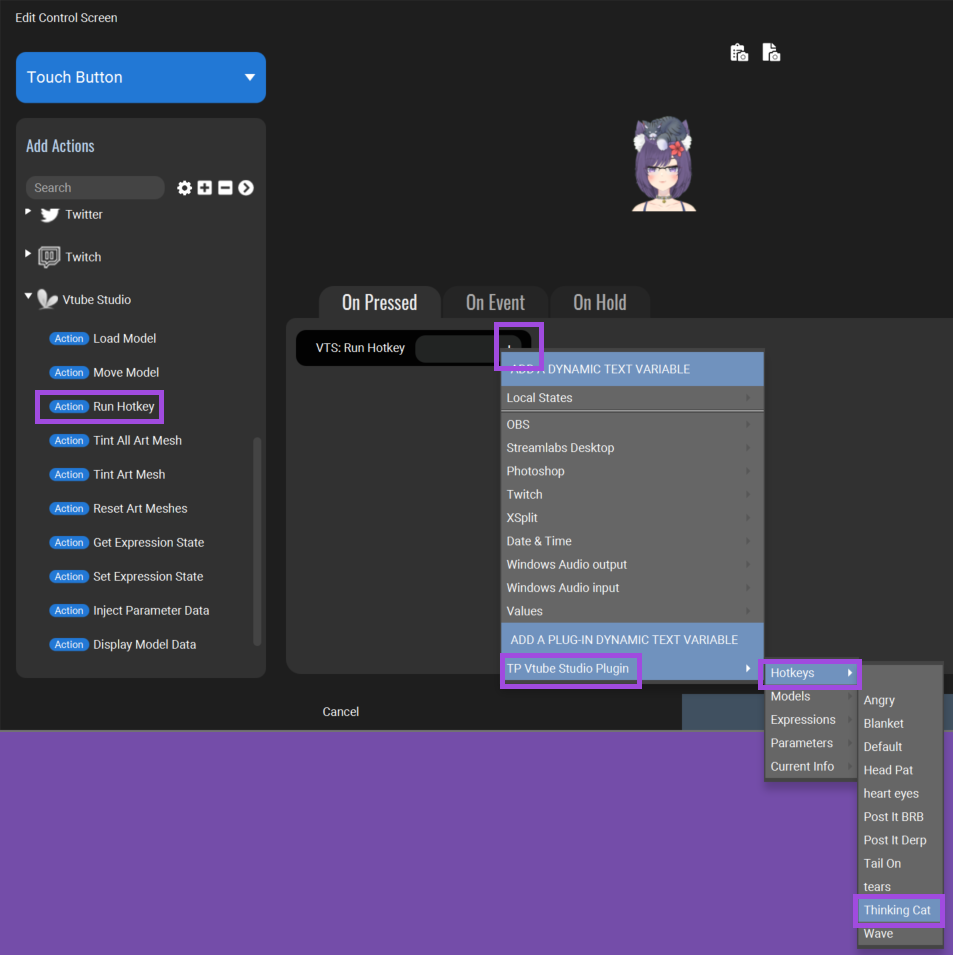 Edit Control Screen
Touch Button
Add Actions
Search
Twitter
Twitch
Vtube Studio
Action Load Model
Action Move Model
Action Run Hotkey
Action Tint All Art Mesh
Action Tint Art Mesh
Action Reset Art Meshes
Action Get Expression State
Action Set Expression State
Action Inject Parameter Data
Action Display Model Data
On Pressed
On Event
On Hold
VTS: Run Hotkey
ADD A DYNAMIC TEXT VARIABLE
Local States
OBS
Streamlabs Desktop
Photoshop
Twitch
XSplit
Date & Time
Windows Audio output
Windows Audio input
Values
ADD A PLUG-IN DYNAMIC TEXT VARIABLE
TP Vtube Studio Plugin
Hotkeys
Models
Expressions
Parameters
Current Info
Angry
Blanket
Default
Head Pat
heart eyes
Post It BRB
Post It Derp
Tail On
tears
Thinking Cat
Wave
Cancel